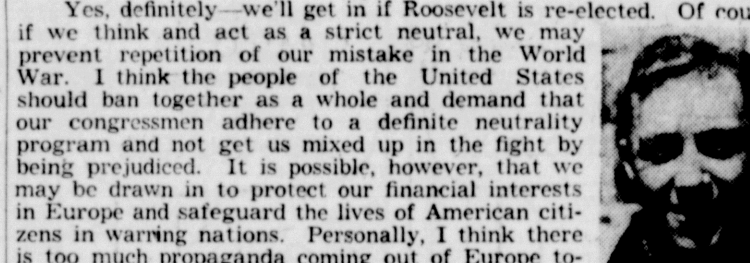 Yes, definitely—we'll get in if Roosevelt is re-elected. Of
if we think and act as a strict neutral, we may
prevent repetition of our mistake in the World
War. I think the people of the United States
should ban together as a whole and demand that
our congressmen adhere to a definite neutrality
program and not get us mixed up in the fight by
being prejudiced. It is possible, however, that we
may be drawn in to protect our financial interests
in Europe and safeguard the lives of American citi-
zens in warring nations. Personally, I think there
is too much propaganda coming out of Europe to-